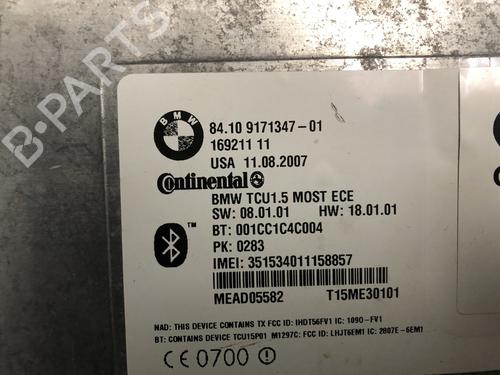 BMW
84.10 9171347-01
169211 11
USA 11.08.2007
Continental
BMW TCU1.5 MOST ECE
SW: 08.01.01 HW: 18.01.01
BT: 001CC1C4C004
PK: 0283
IMEI: 351534011158857
MEAD05582 T15ME30101
NAD: THIS DEVICE CONTAINS TX FCC ID: IHDT56FV1 IC: 109O-FV1
BT: CONTAINS DEVICE TCU15P01 M1297C: FCC ID: LHJT6EM1 IC: 2807E-6EM1
CE 0700
B-PARTS